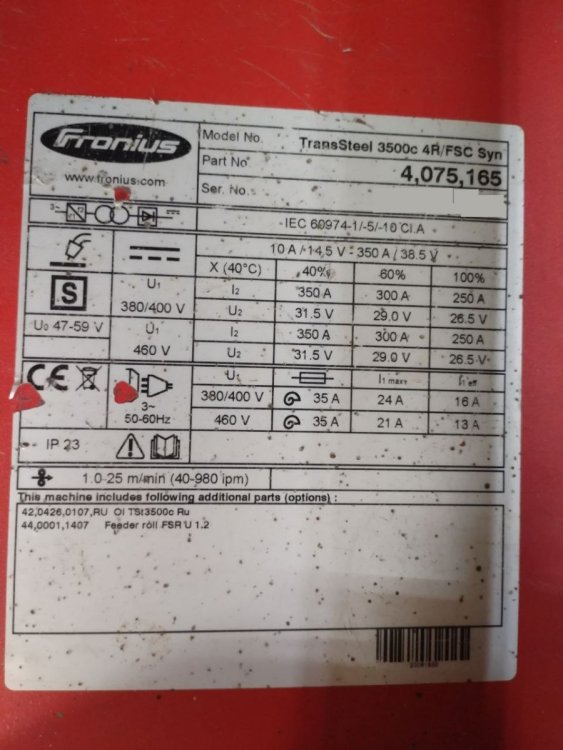 Fronius
www.fronius.com
Model No. TransSteel 3500c 4R/FSC Syn
Part No 4,075,165
Ser. No.
3~
IEC 60974-1/-5/-10 Cl.A
10 A / 14,5 V - 350 A / 38.5 V
X (40°C) 40% 60% 100%
S
U1 380/400 V
I2 350 A 300 A 250 A
U2 31.5 V 29.0 V 26.5 V
U0 47-59 V
U1 460 V
I2 350 A 300 A 250 A
U2 31.5 V 29.0 V 26.5 V
CE
3~ 50-60Hz
U1 I1 max I1 eff
380/400 V 35 A 24 A 16 A
460 V 35 A 21 A 13 A
IP 23
1.0-25 m/min (40-980 ipm)
This machine includes following additional parts (options) :
42,0426,0107,RU OI TSt3500c Ru
44,0001,1407 Feeder roll FSR U 1.2